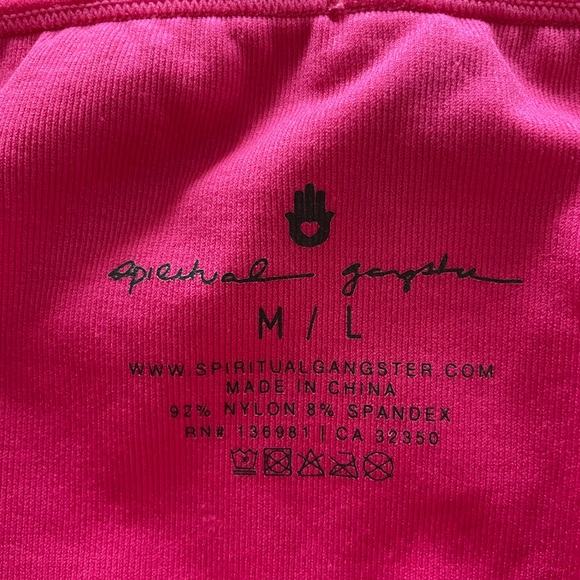 spiritual gangster
M / L
WWW.SPIRITUALGANGSTER.COM
MADE IN CHINA
92% NYLON 8% SPANDEX
RN# 136981 | CA 32350